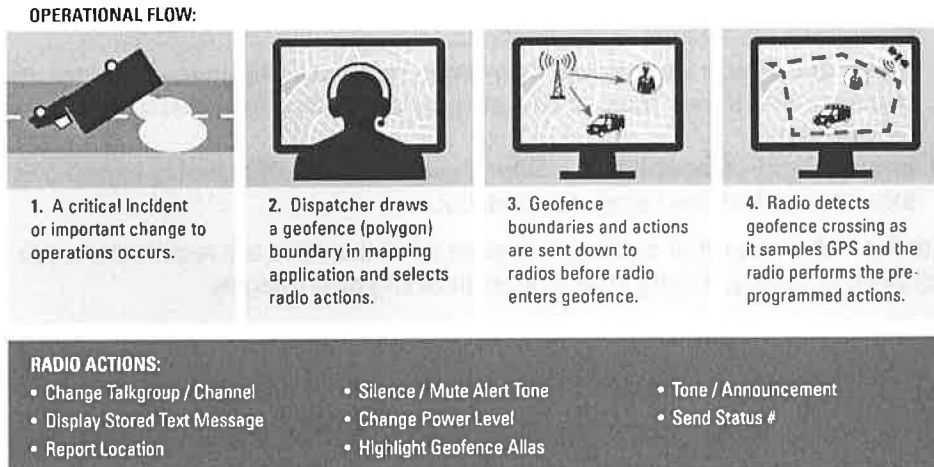 OPERATIONAL FLOW:
1. A critical Incident
or important change to
operations occurs.
2. Dispatcher draws
a geofence (polygon)
boundary in mapping
application and selects
radio actions.
3. Geofence
boundaries and actions
are sent down to
radios before radio
enters geofence.
4. Radio detects
geofence crossing as
it samples GPS and the
radio performs the pre-
programmed actions.
RADIO ACTIONS:
• Change Talkgroup / Channel
• Display Stored Text Message
• Report Location
• Silence / Mute Alert Tone
• Change Power Level
• Highlight Geofence Alias
• Tone / Announcement
• Send Status #